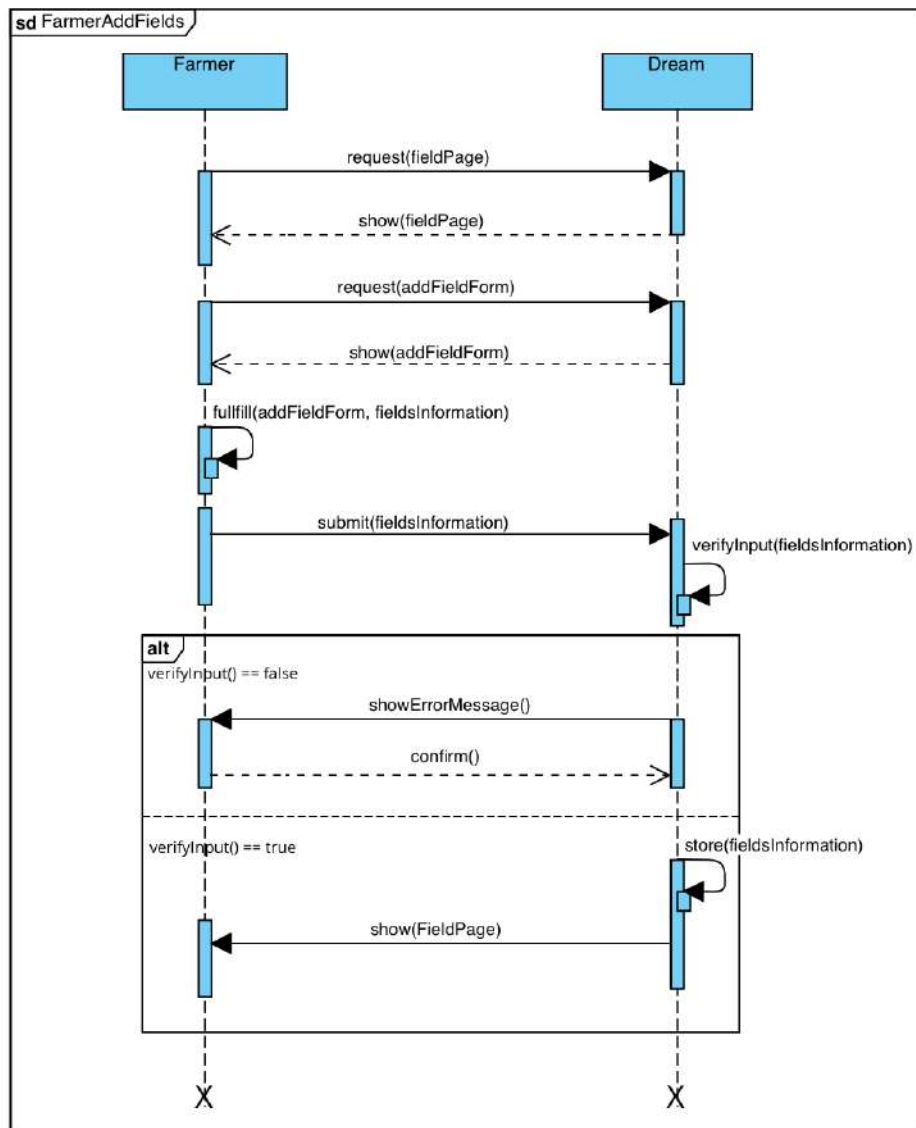 sd FarmerAddFields
Farmer
Dream
request(fieldPage)
show(fieldPage)
request(addFieldForm)
show(addFieldForm)
fullfill(addFieldForm, fieldsInformation)
submit(fieldsInformation)
verifyInput(fieldsInformation)
alt
verifyInput() == false
showErrorMessage()
confirm()
verifyInput() == true
store(fieldsInformation)
show(FieldPage)